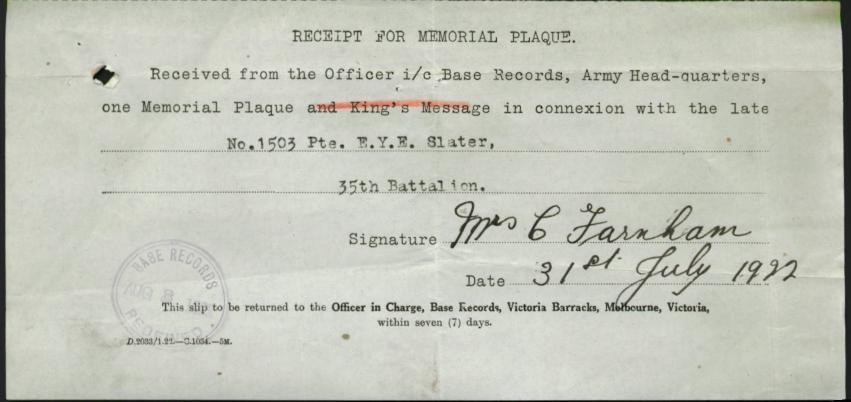 RECEIPT FOR MEMORIAL PLAQUE.
Received from the Officer i/c Base Records, Army Head-quarters,
one Memorial Plaque and King's Message in connexion with the late
No.1503 Pte. E.Y.E. Slater,
35th Battalion.
Signature Mrs C Farnham
Date 31st July 1922
BASE RECORDS
AUG 8
This slip to be returned to the Officer in Charge, Base Records, Victoria Barracks, Melbourne, Victoria,
within seven (7) days.
D.2033/1.22.—C.1034.—5M.